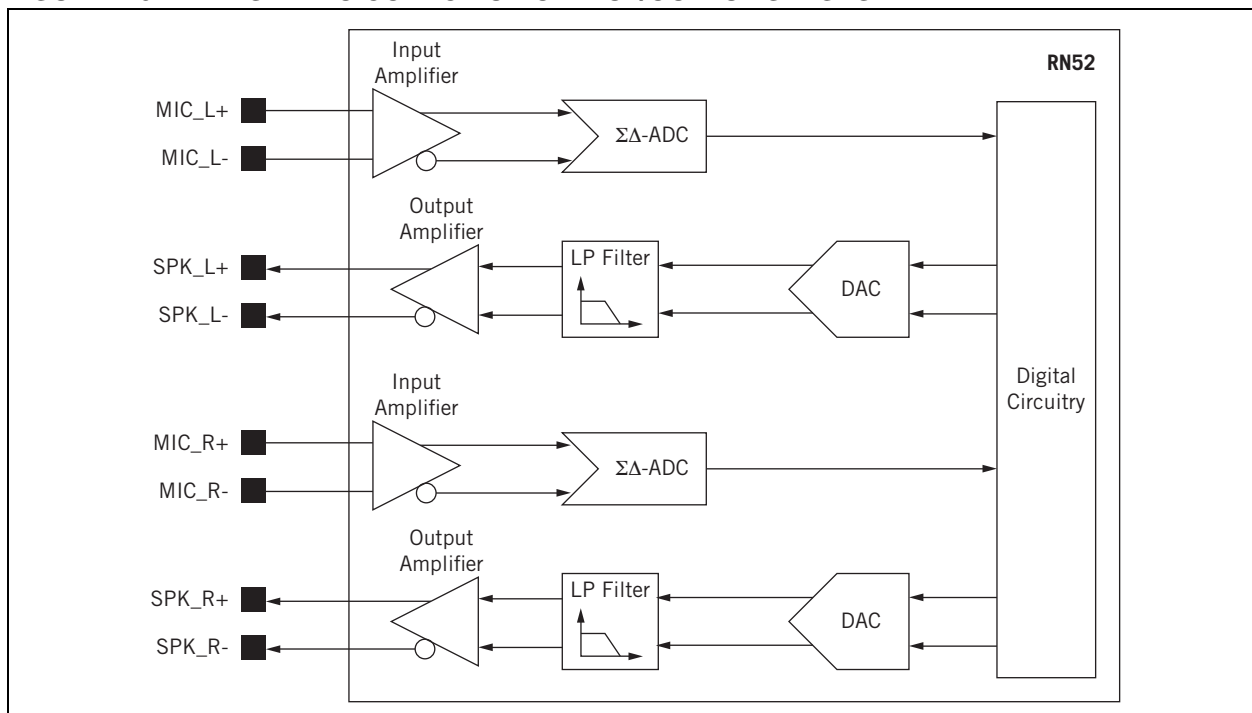 RN52
Input
Amplifier
MIC_L+
MIC_L-
ΣΔ-ADC
Output
Amplifier
SPK_L+
SPK_L-
LP Filter
DAC
Digital
Circuitry
Input
Amplifier
MIC_R+
MIC_R-
ΣΔ-ADC
Output
Amplifier
SPK_R+
SPK_R-
LP Filter
DAC